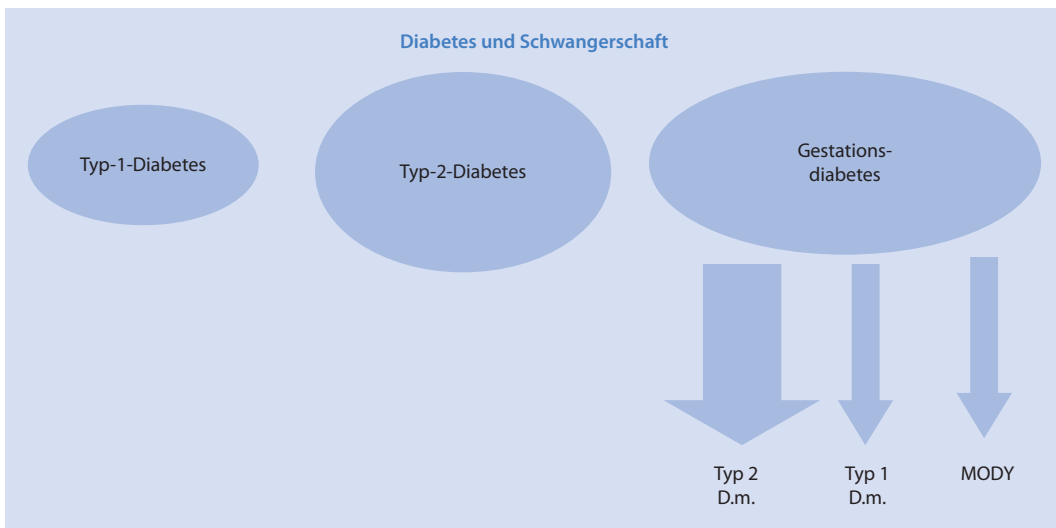 Diabetes und Schwangerschaft
Typ-1-Diabetes
Typ-2-Diabetes
Gestations-
diabetes
Typ 2
D.m.
Typ 1
D.m.
MODY